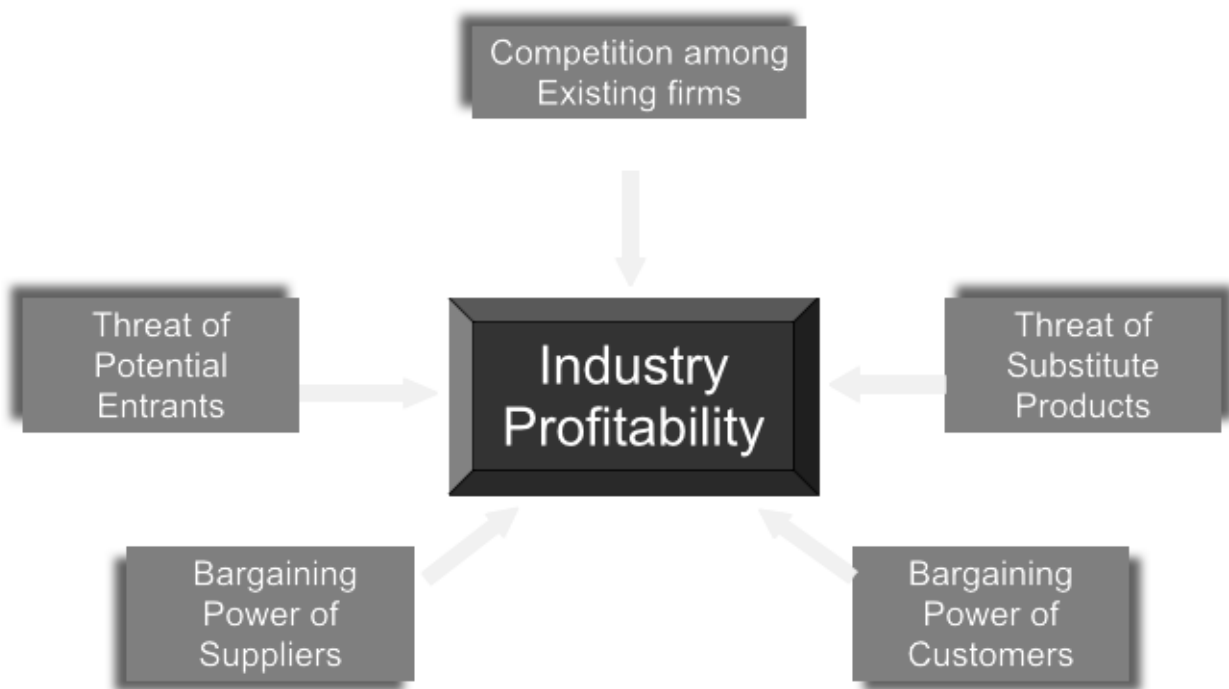 Competition among
Existing firms
Threat of
Potential
Entrants
Industry
Profitability
Threat of
Substitute
Products
Bargaining
Power of
Suppliers
Bargaining
Power of
Customers